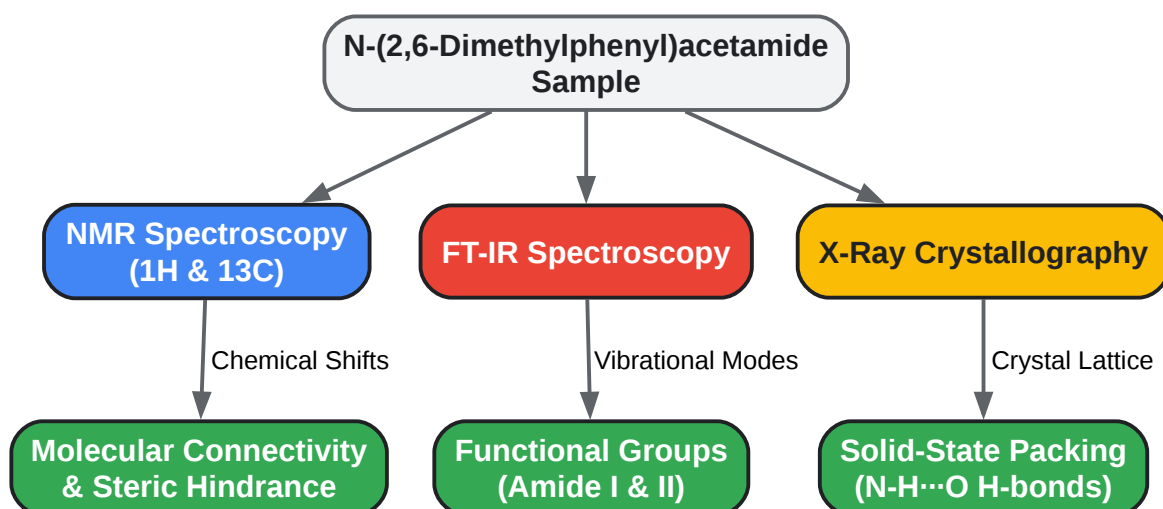 N-(2,6-Dimethylphenyl)acetamide
Sample
NMR Spectroscopy
(1H & 13C)
FT-IR Spectroscopy
X-Ray Crystallography
Chemical Shifts
Vibrational Modes
Crystal Lattice
Molecular Connectivity
& Steric Hindrance
Functional Groups
(Amide I & II)
Solid-State Packing
(N-H···O H-bonds)